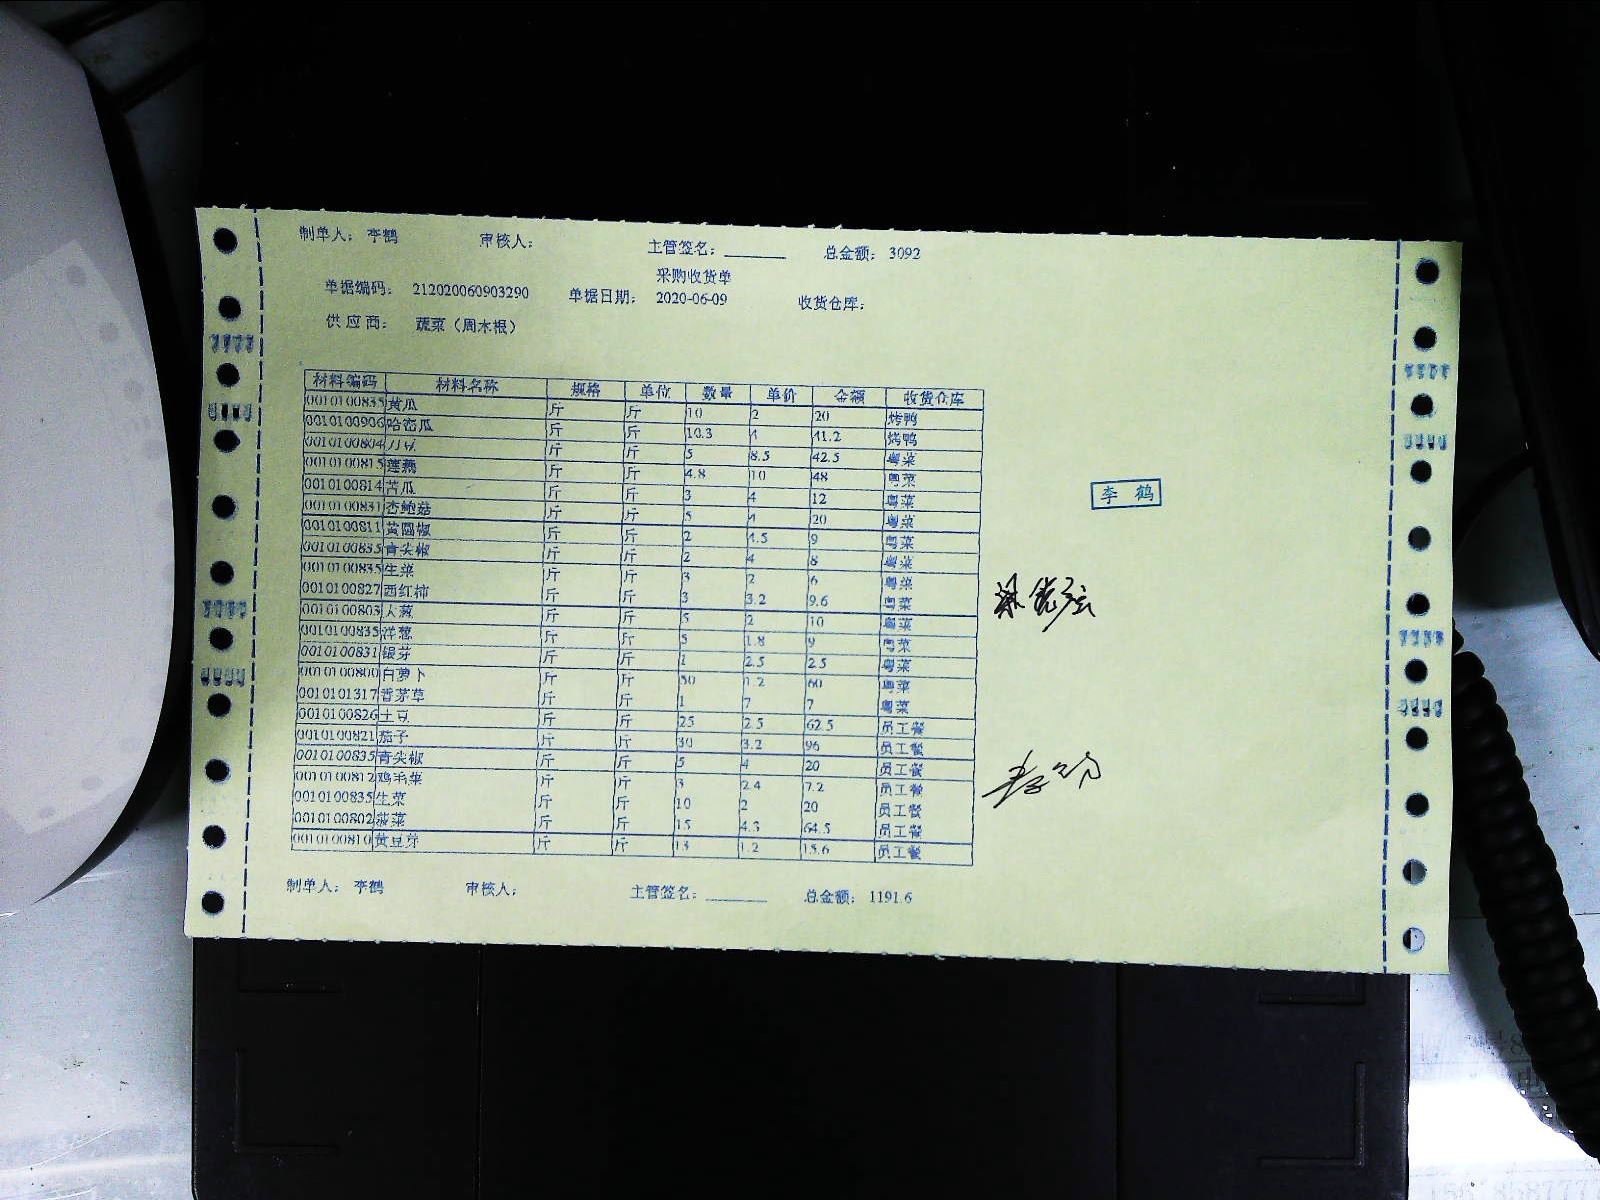 制单人: 李鹤 审核人: 主管签名: 总金额: 3092
采购收货单
单据编码: 212020060903290 单据日期: 2020-06-09 收货仓库:
供应商: 蔬菜（周木根）
材料编码 材料名称 规格 单位 数量 单价 金额 收货仓库
0010100835 黄瓜 斤 斤 10 2 20 烤鸭
0010100906 哈密瓜 斤 斤 10.3 4 41.2 烤鸭
0010100804 刀豆 斤 斤 5 8.5 42.5 粤菜
0010100815 莲藕 斤 斤 4.8 10 48 粤菜
0010100814 苦瓜 斤 斤 3 4 12 粤菜
0010100831 杏鲍菇 斤 斤 5 4 20 粤菜
0010100811 黄圆椒 斤 斤 2 4.5 9 粤菜
0010100835 青尖椒 斤 斤 2 4 8 粤菜
0010100835 生菜 斤 斤 3 2 6 粤菜
0010100827 西红柿 斤 斤 3 3.2 9.6 粤菜
0010100803 大葱 斤 斤 5 2 10 粤菜
0010100835 洋葱 斤 斤 5 1.8 9 粤菜
0010100831 银芽 斤 斤 1 2.5 2.5 粤菜
0010100800 白萝卜 斤 斤 50 1.2 60 粤菜
0010101317 香茅草 斤 斤 1 7 7 粤菜
0010100826 土豆 斤 斤 25 2.5 62.5 员工餐
0010100821 茄子 斤 斤 30 3.2 96 员工餐
0010100835 青尖椒 斤 斤 5 4 20 员工餐
0010100812 鸡毛菜 斤 斤 3 2.4 7.2 员工餐
0010100835 生菜 斤 斤 10 2 20 员工餐
0010100802 菠菜 斤 斤 15 4.3 64.5 员工餐
0010100810 黄豆芽 斤 斤 13 1.2 15.6 员工餐
制单人: 李鹤 审核人: 主管签名: 总金额: 1191.6
李 鹤